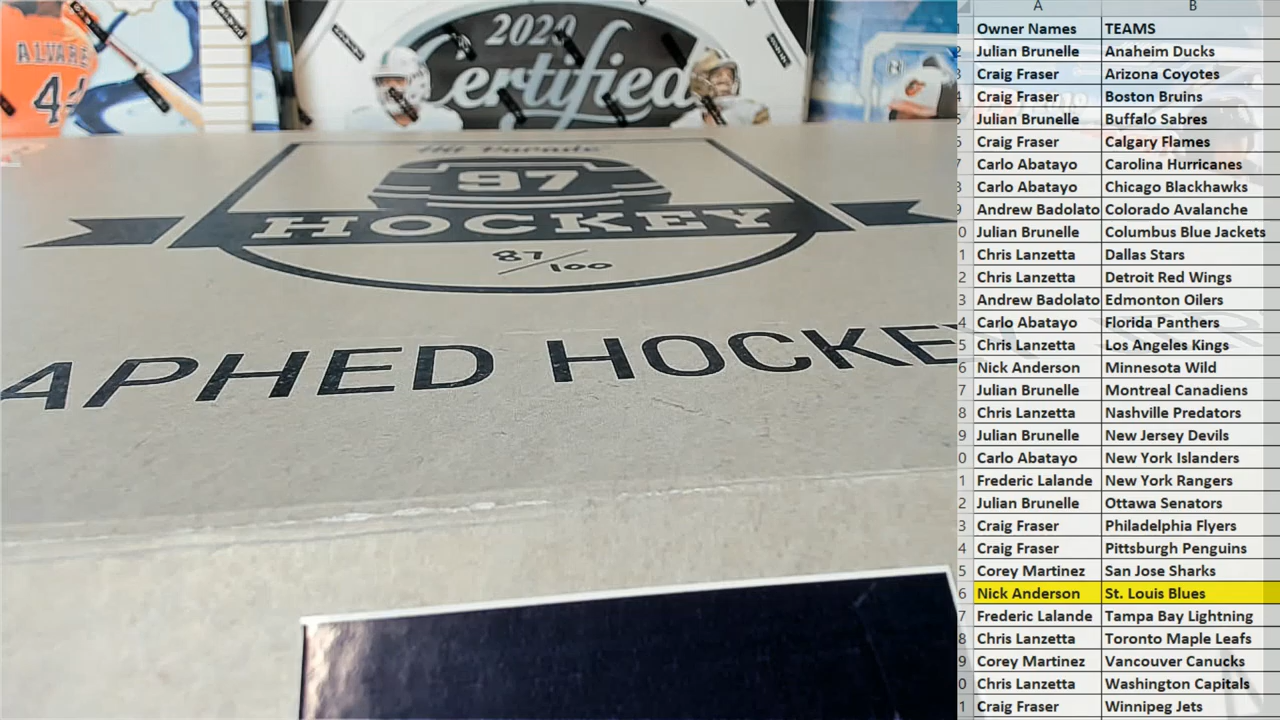 ALVARE
44
2020
Certified
Hit Parade
97
HOCKEY
87/100
APHED HOCKE
A B
Owner Names TEAMS
Julian Brunelle Anaheim Ducks
Craig Fraser Arizona Coyotes
Craig Fraser Boston Bruins
Julian Brunelle Buffalo Sabres
Craig Fraser Calgary Flames
Carlo Abatayo Carolina Hurricanes
Carlo Abatayo Chicago Blackhawks
Andrew Badolato Colorado Avalanche
Julian Brunelle Columbus Blue Jackets
Chris Lanzetta Dallas Stars
Chris Lanzetta Detroit Red Wings
Andrew Badolato Edmonton Oilers
Carlo Abatayo Florida Panthers
Chris Lanzetta Los Angeles Kings
Nick Anderson Minnesota Wild
Julian Brunelle Montreal Canadiens
Chris Lanzetta Nashville Predators
Julian Brunelle New Jersey Devils
Carlo Abatayo New York Islanders
Frederic Lalande New York Rangers
Julian Brunelle Ottawa Senators
Craig Fraser Philadelphia Flyers
Craig Fraser Pittsburgh Penguins
Corey Martinez San Jose Sharks
Nick Anderson St. Louis Blues
Frederic Lalande Tampa Bay Lightning
Chris Lanzetta Toronto Maple Leafs
Corey Martinez Vancouver Canucks
Chris Lanzetta Washington Capitals
Craig Fraser Winnipeg Jets